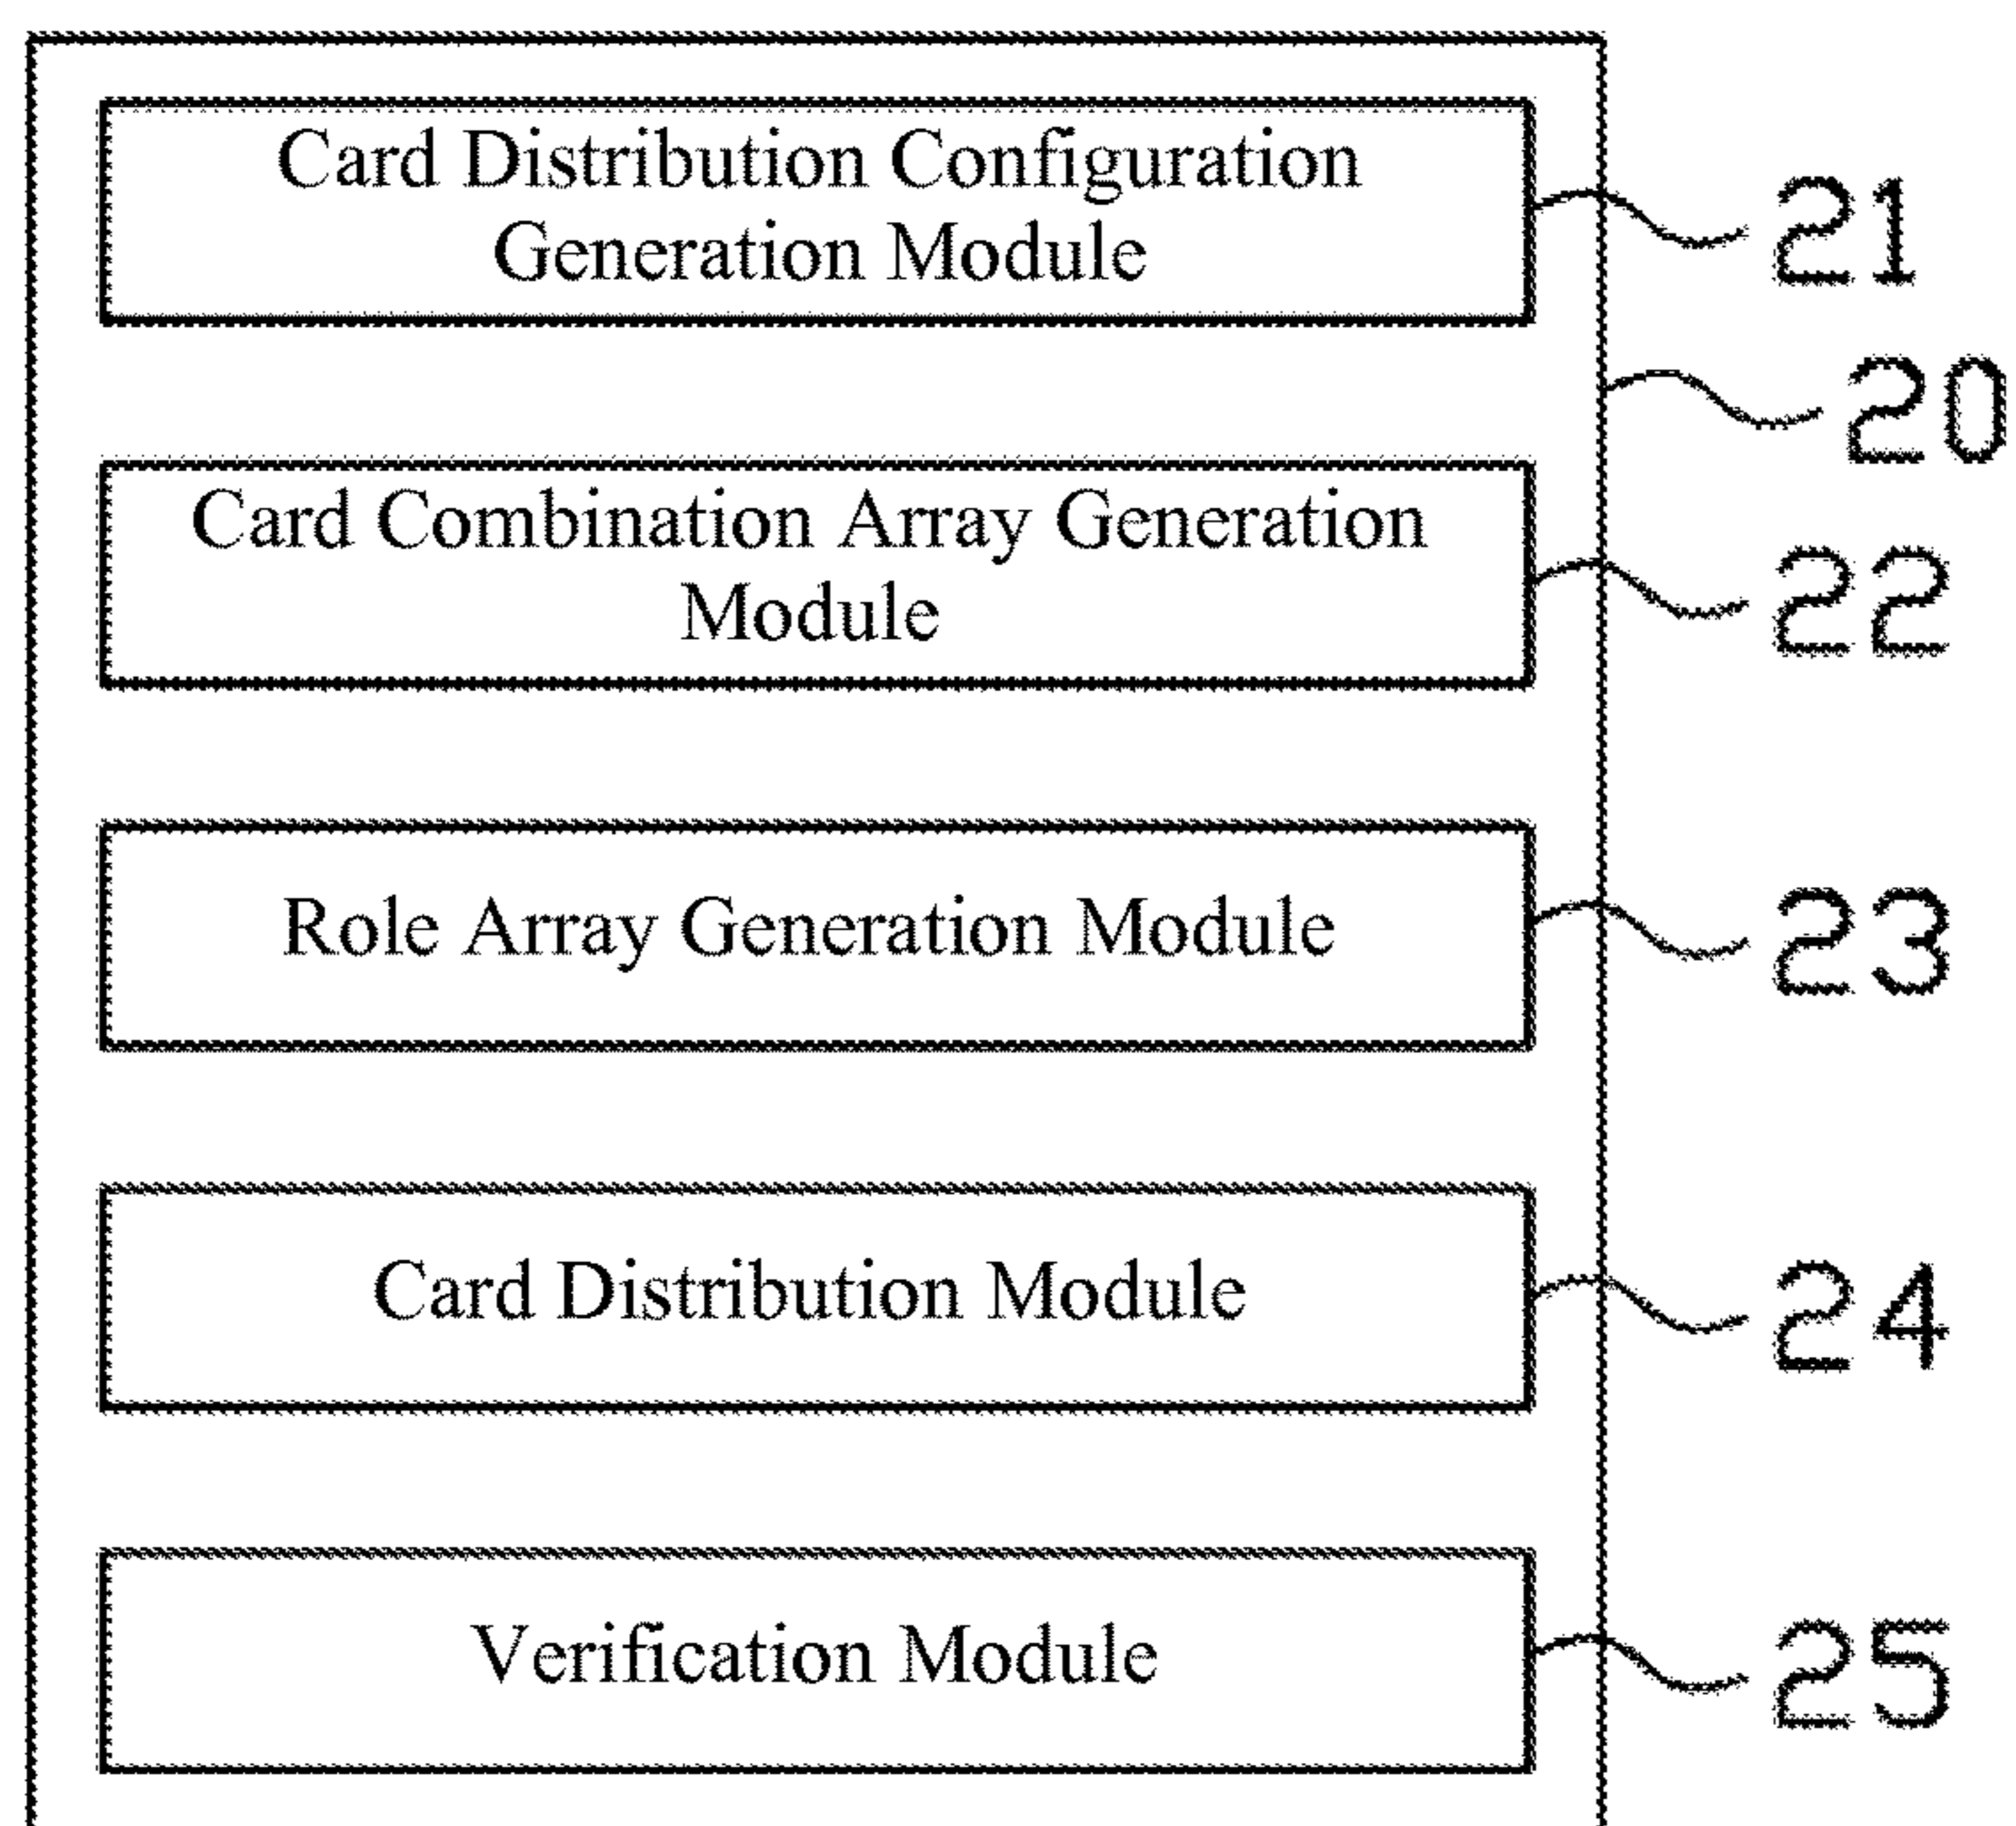 Card Distribution Configuration
Generation Module
21
20
Card Combination Array Generation
Module
22
Role Array Generation Module
23
Card Distribution Module
24
Verification Module
25